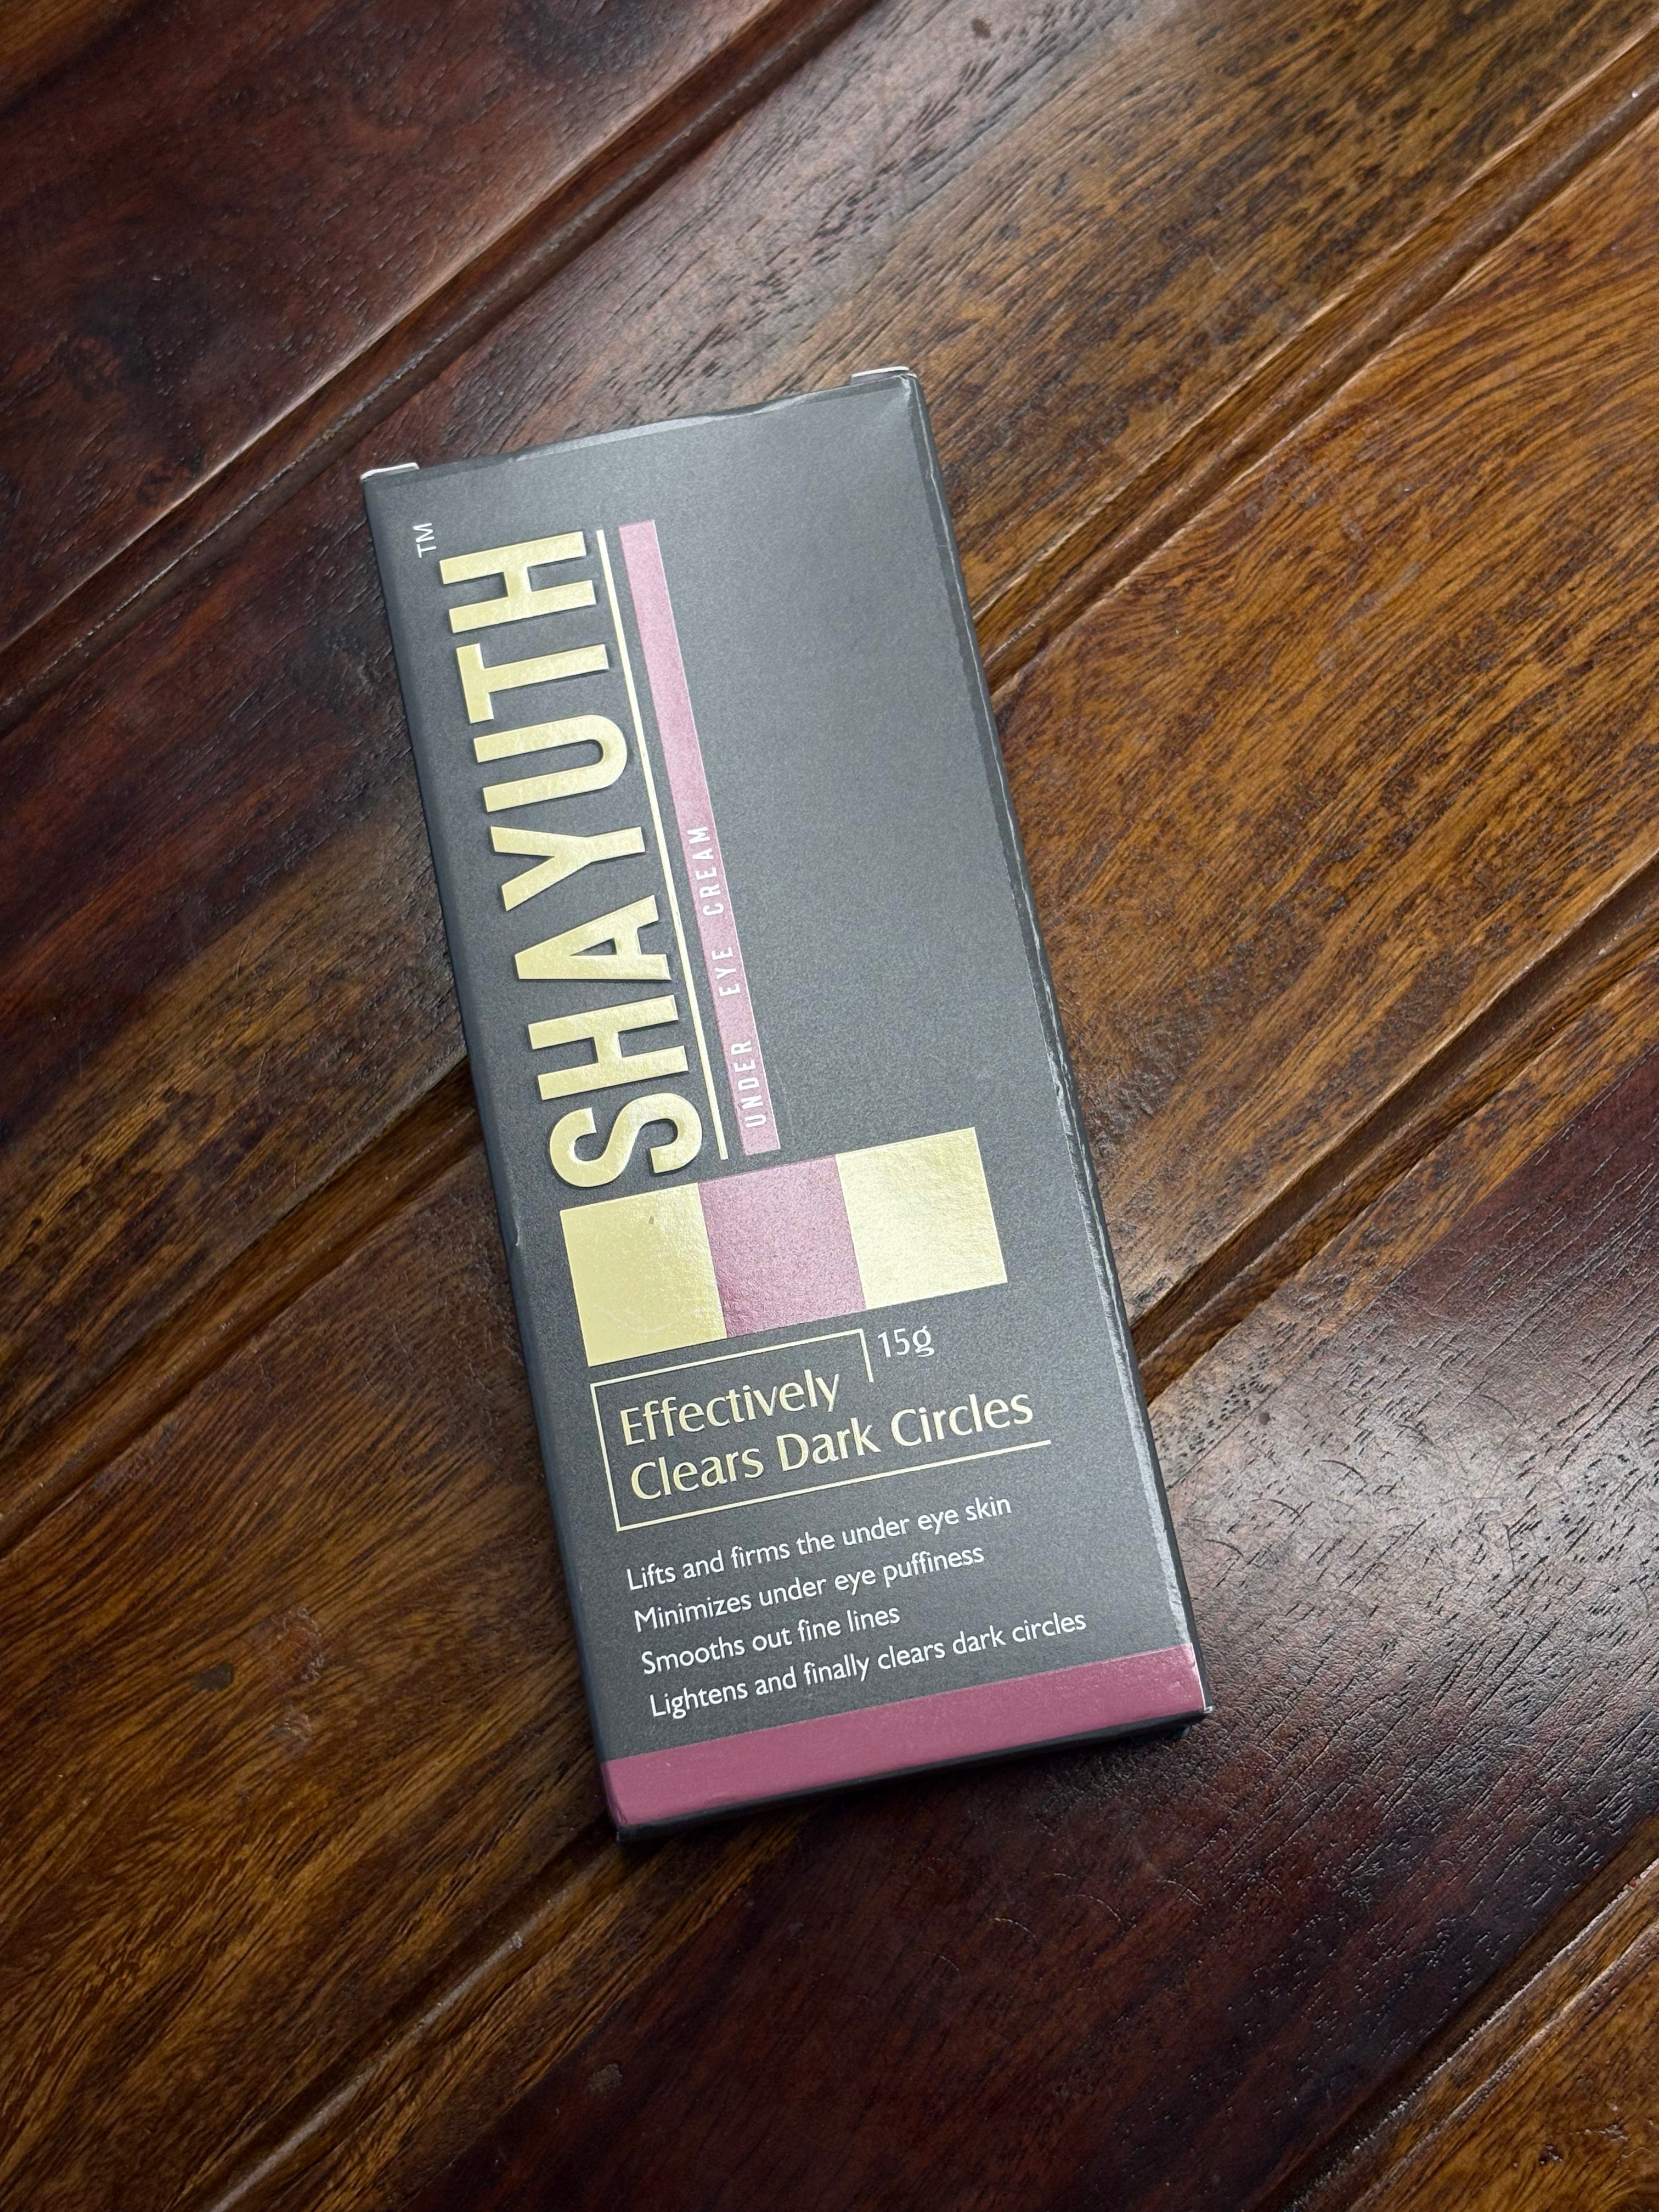 SHAYUTH™
UNDER EYE CREAM
15g
Effectively
Clears Dark Circles
Lifts and firms the under eye skin
Minimizes under eye puffiness
Smooths out fine lines
Lightens and finally clears dark circles